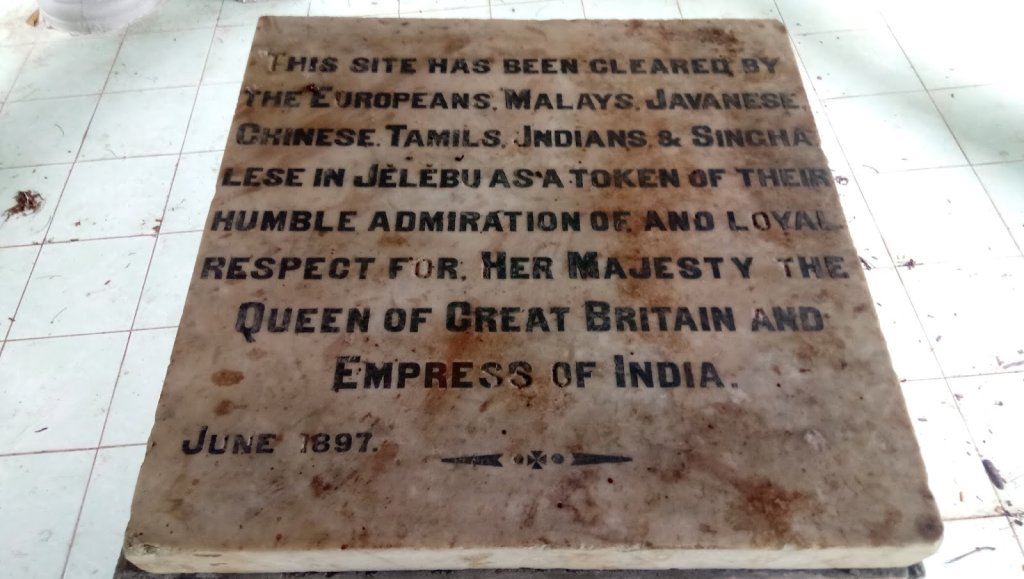 THIS SITE HAS BEEN CLEARED BY
THE EUROPEANS, MALAYS, JAVANESE,
CHINESE, TAMILS, JNDIANS, & SINGHA
LESE IN JĔLĔBU AS A TOKEN OF THEIR
HUMBLE ADMIRATION OF AND LOYAL
RESPECT FOR, HER MAJESTY THE
QUEEN OF GREAT BRITAIN AND
EMPRESS OF INDIA.
JUNE 1897.